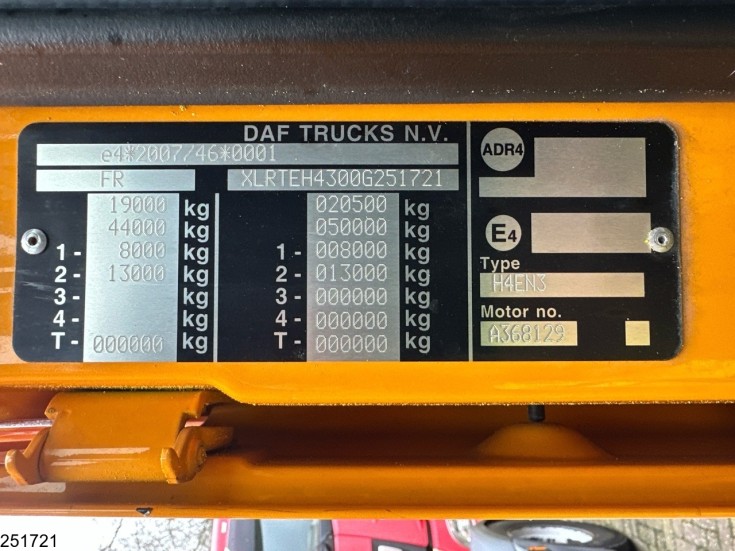 DAF TRUCKS N.V.
e4*2007/46*0001
FR XLRTEH4300G251721
19000 kg 020500 kg
44000 kg 050000 kg
1- 8000 kg 1- 008000 kg
2- 13000 kg 2- 013000 kg
3- kg 3- 000000 kg
4- kg 4- 000000 kg
T- 000000 kg T- 000000 kg
ADR4
E4
Type
H4EN3
Motor no.
A368129
251721